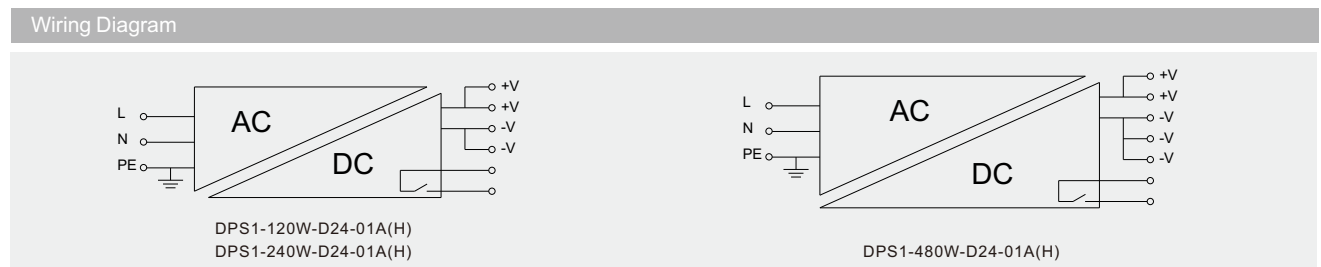 Wiring Diagram
L
N
PE
AC
DC
+V
+V
-V
-V
DPS1-120W-D24-01A(H)
DPS1-240W-D24-01A(H)
L
N
PE
AC
DC
+V
+V
-V
-V
-V
DPS1-480W-D24-01A(H)